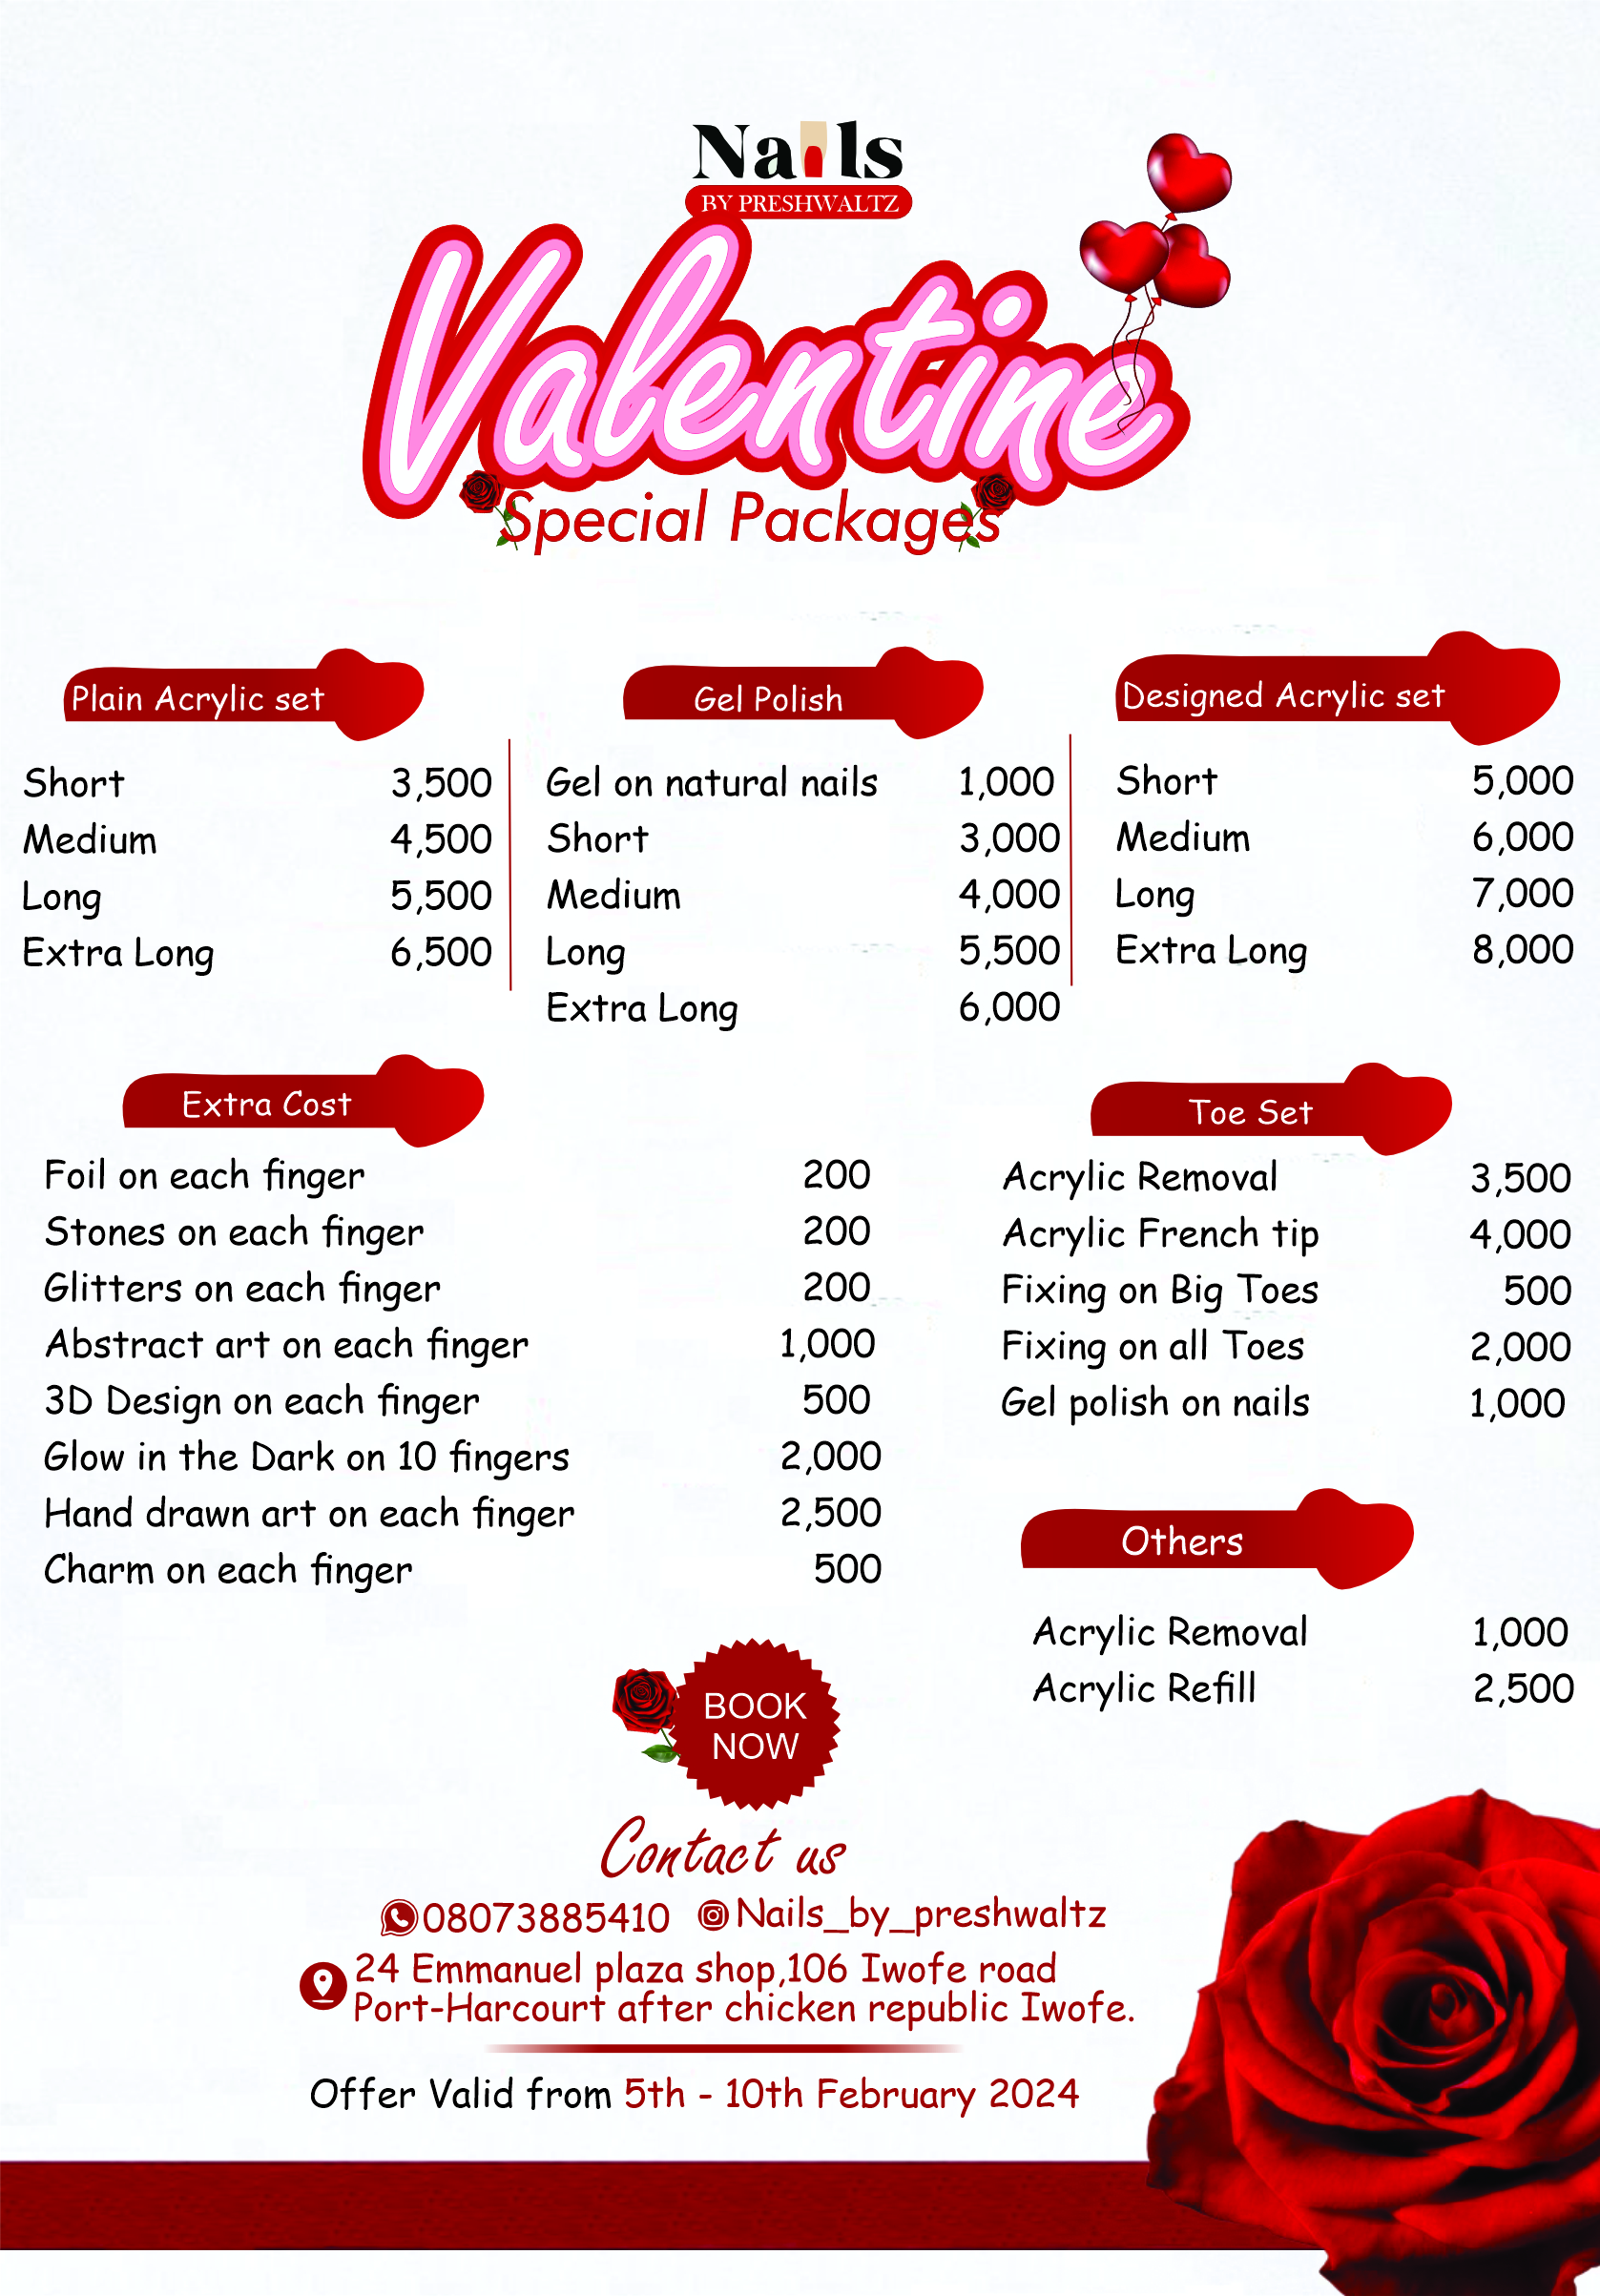 Nails
BY PRESHWALTZ
Valentine
Special Packages
Plain Acrylic set
Short 3,500
Medium 4,500
Long 5,500
Extra Long 6,500
Gel Polish
Gel on natural nails 1,000
Short 3,000
Medium 4,000
Long 5,500
Extra Long 6,000
Designed Acrylic set
Short 5,000
Medium 6,000
Long 7,000
Extra Long 8,000
Extra Cost
Foil on each finger 200
Stones on each finger 200
Glitters on each finger 200
Abstract art on each finger 1,000
3D Design on each finger 500
Glow in the Dark on 10 fingers 2,000
Hand drawn art on each finger 2,500
Charm on each finger 500
Toe Set
Acrylic Removal 3,500
Acrylic French tip 4,000
Fixing on Big Toes 500
Fixing on all Toes 2,000
Gel polish on nails 1,000
Others
Acrylic Removal 1,000
Acrylic Refill 2,500
BOOK
NOW
Contact us
08073885410 Nails_by_preshwaltz
24 Emmanuel plaza shop,106 Iwofe road
Port-Harcourt after chicken republic Iwofe.
Offer Valid from 5th - 10th February 2024